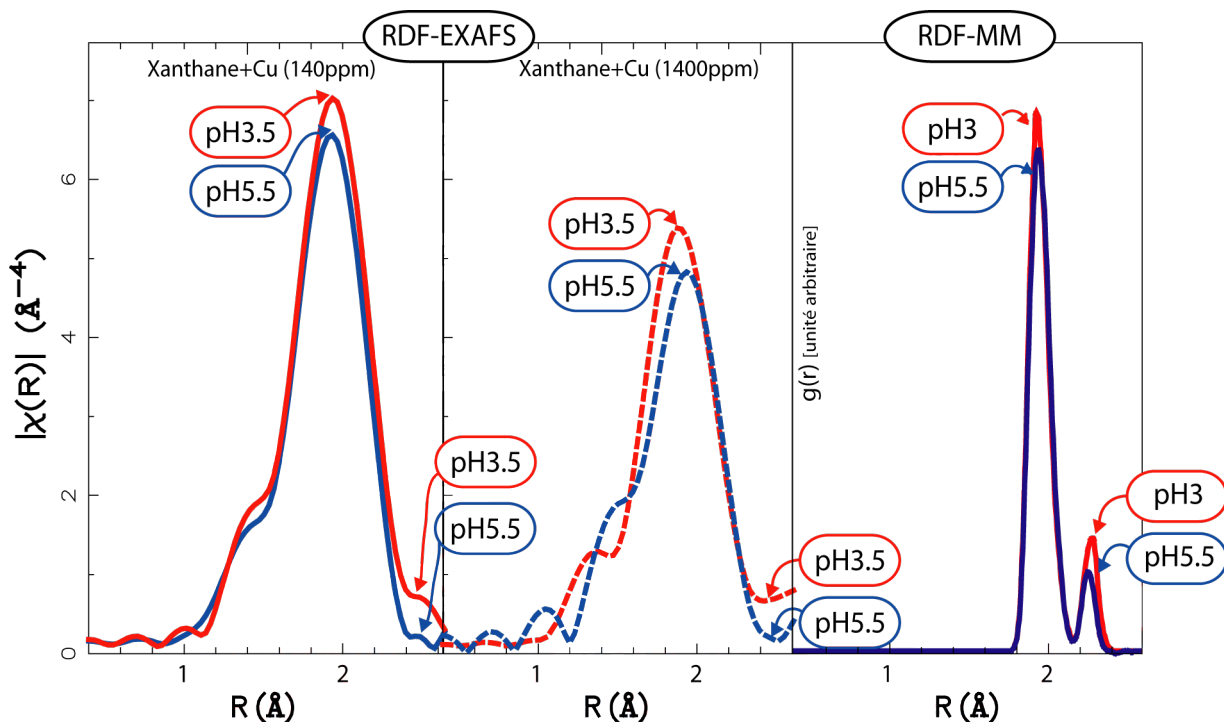 RDF-EXAFS
RDF-MM
Xanthane+Cu (140ppm)
Xanthane+Cu (1400ppm)
pH3.5
pH5.5
pH3.5
pH5.5
pH3.5
pH5.5
pH3.5
pH5.5
pH3
pH5.5
pH3
pH5.5
|χ(R)| (Å⁻⁴)
0
2
4
6
g(r) [unité arbitraire]
1
2
1
2
1
2
R (Å)
R (Å)
R (Å)